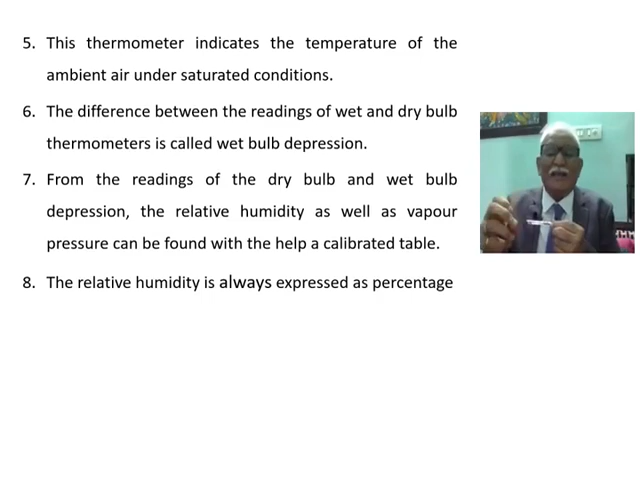 5. This thermometer indicates the temperature of the
ambient air under saturated conditions.
6. The difference between the readings of wet and dry bulb
thermometers is called wet bulb depression.
7. From the readings of the dry bulb and wet bulb
depression, the relative humidity as well as vapour
pressure can be found with the help a calibrated table.
8. The relative humidity is always expressed as percentage